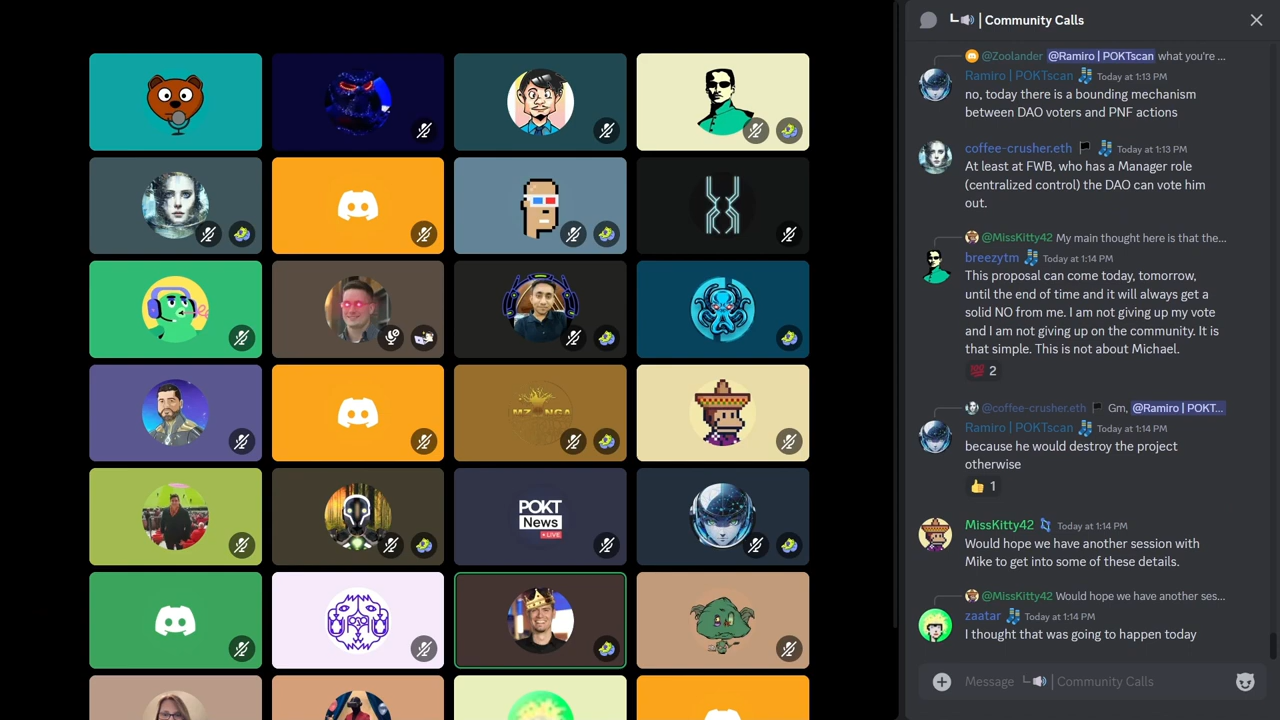 MZONGA
POKT
News
LIVE
Community Calls
@Zoolander @Ramiro | POKTscan what you're ...
Ramiro | POKTscan Today at 1:13 PM
no, today there is a bounding mechanism
between DAO voters and PNF actions
coffee-crusher.eth Today at 1:13 PM
At least at FWB, who has a Manager role
(centralized control) the DAO can vote him
out.
@MissKitty42 My main thought here is that the...
breezytm Today at 1:14 PM
This proposal can come today, tomorrow,
until the end of time and it will always get a
solid NO from me. I am not giving up my vote
and I am not giving up on the community. It is
that simple. This is not about Michael.
2
@coffee-crusher.eth Gm, @Ramiro | POKT...
Ramiro | POKTscan Today at 1:14 PM
because he would destroy the project
otherwise
1
MissKitty42 Today at 1:14 PM
Would hope we have another session with
Mike to get into some of these details.
@MissKitty42 Would hope we have another ses...
zaatar Today at 1:14 PM
I thought that was going to happen today
Message Community Calls